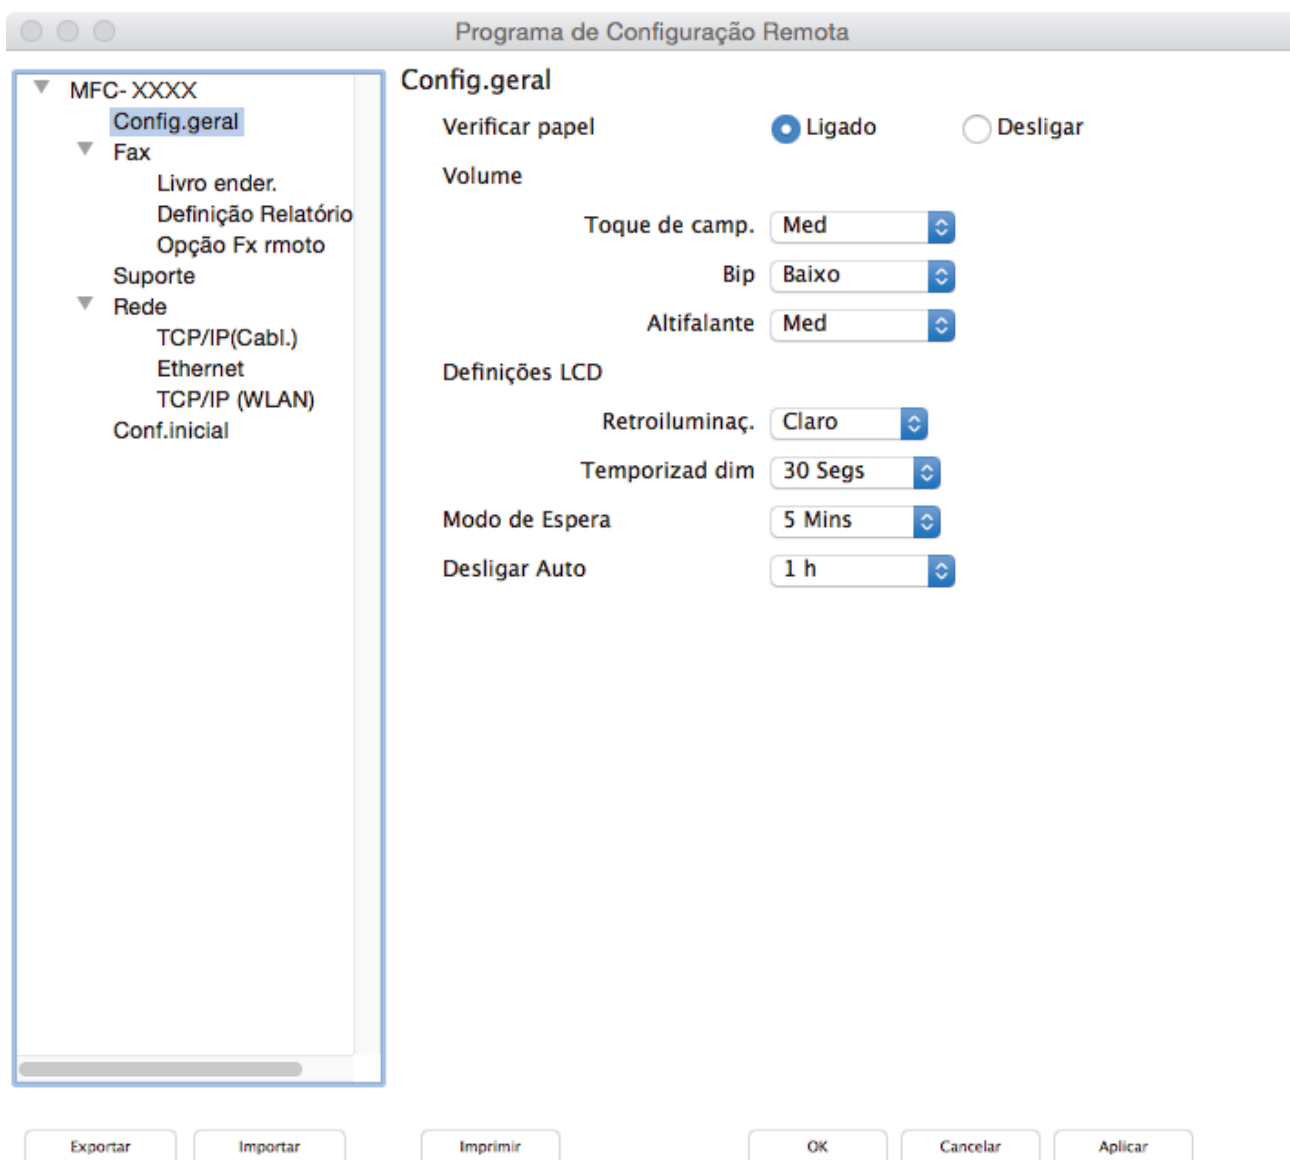 Programa de Configuração Remota
MFC- XXXX
Config.geral
Fax
Livro ender.
Definição Relatório
Opção Fx rmoto
Suporte
Rede
TCP/IP(Cabl.)
Ethernet
TCP/IP (WLAN)
Conf.inicial
Config.geral
Verificar papel Ligado Desligar
Volume
Toque de camp. Med
Bip Baixo
Altifalante Med
Definições LCD
Retroiluminaç. Claro
Temporizad dim 30 Segs
Modo de Espera 5 Mins
Desligar Auto 1 h
Exportar Importar Imprimir OK Cancelar Aplicar